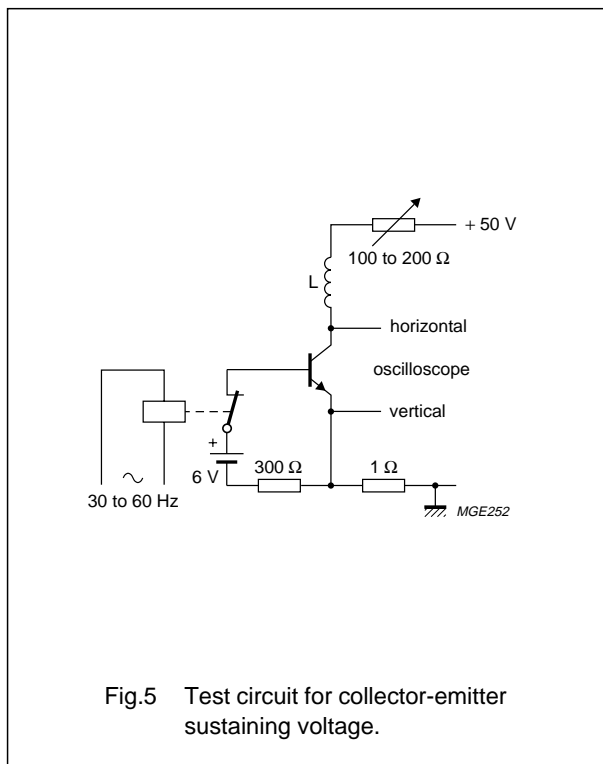 + 50 V
100 to 200 Ω
L
horizontal
oscilloscope
vertical
+
6 V
300 Ω
1 Ω
30 to 60 Hz
MGE252
Fig.5 Test circuit for collector-emitter
sustaining voltage.